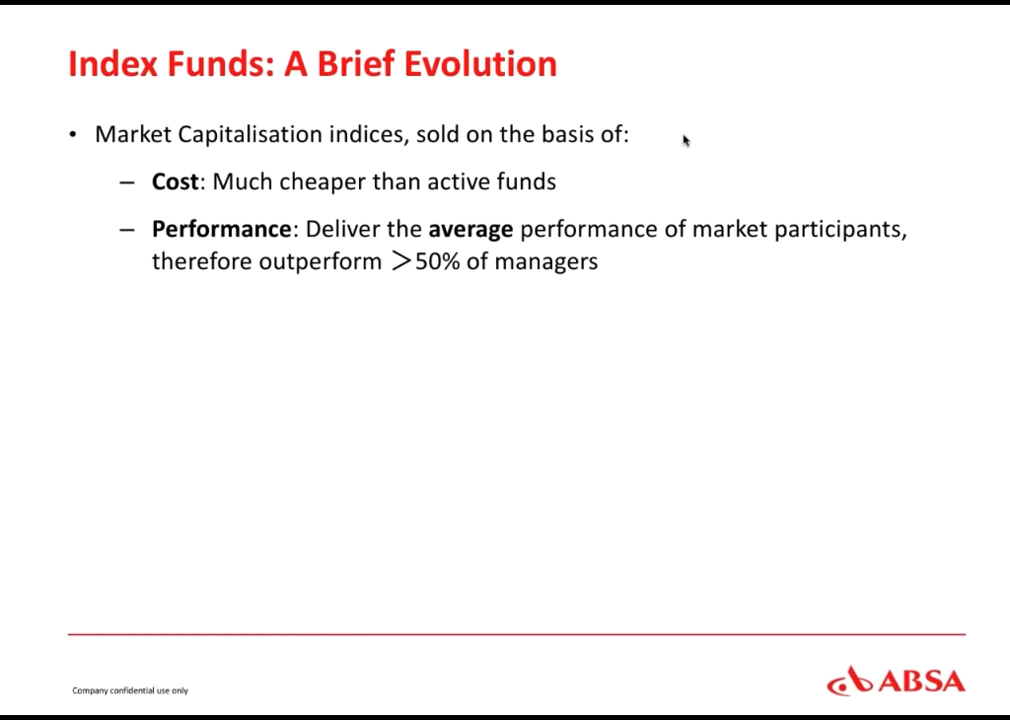 Index Funds: A Brief Evolution
• Market Capitalisation indices, sold on the basis of:
– Cost: Much cheaper than active funds
– Performance: Deliver the average performance of market participants,
therefore outperform >50% of managers
Company confidential use only
ABSA